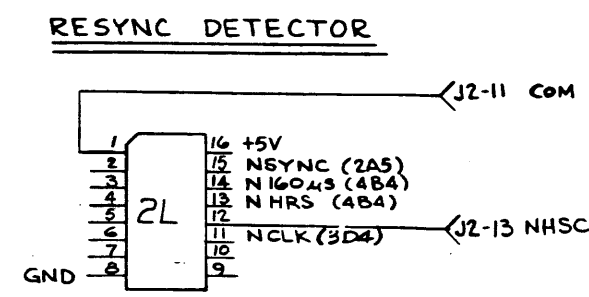 RESYNC DETECTOR
J2-11 COM
1 16 +5V
2 15 NSYNC (2A5)
3 14 N160µS (4B4)
4 13 NHRS (4B4)
5 2L 12 J2-13 NHSC
6 11 NCLK (3D4)
7 10
GND 8 9